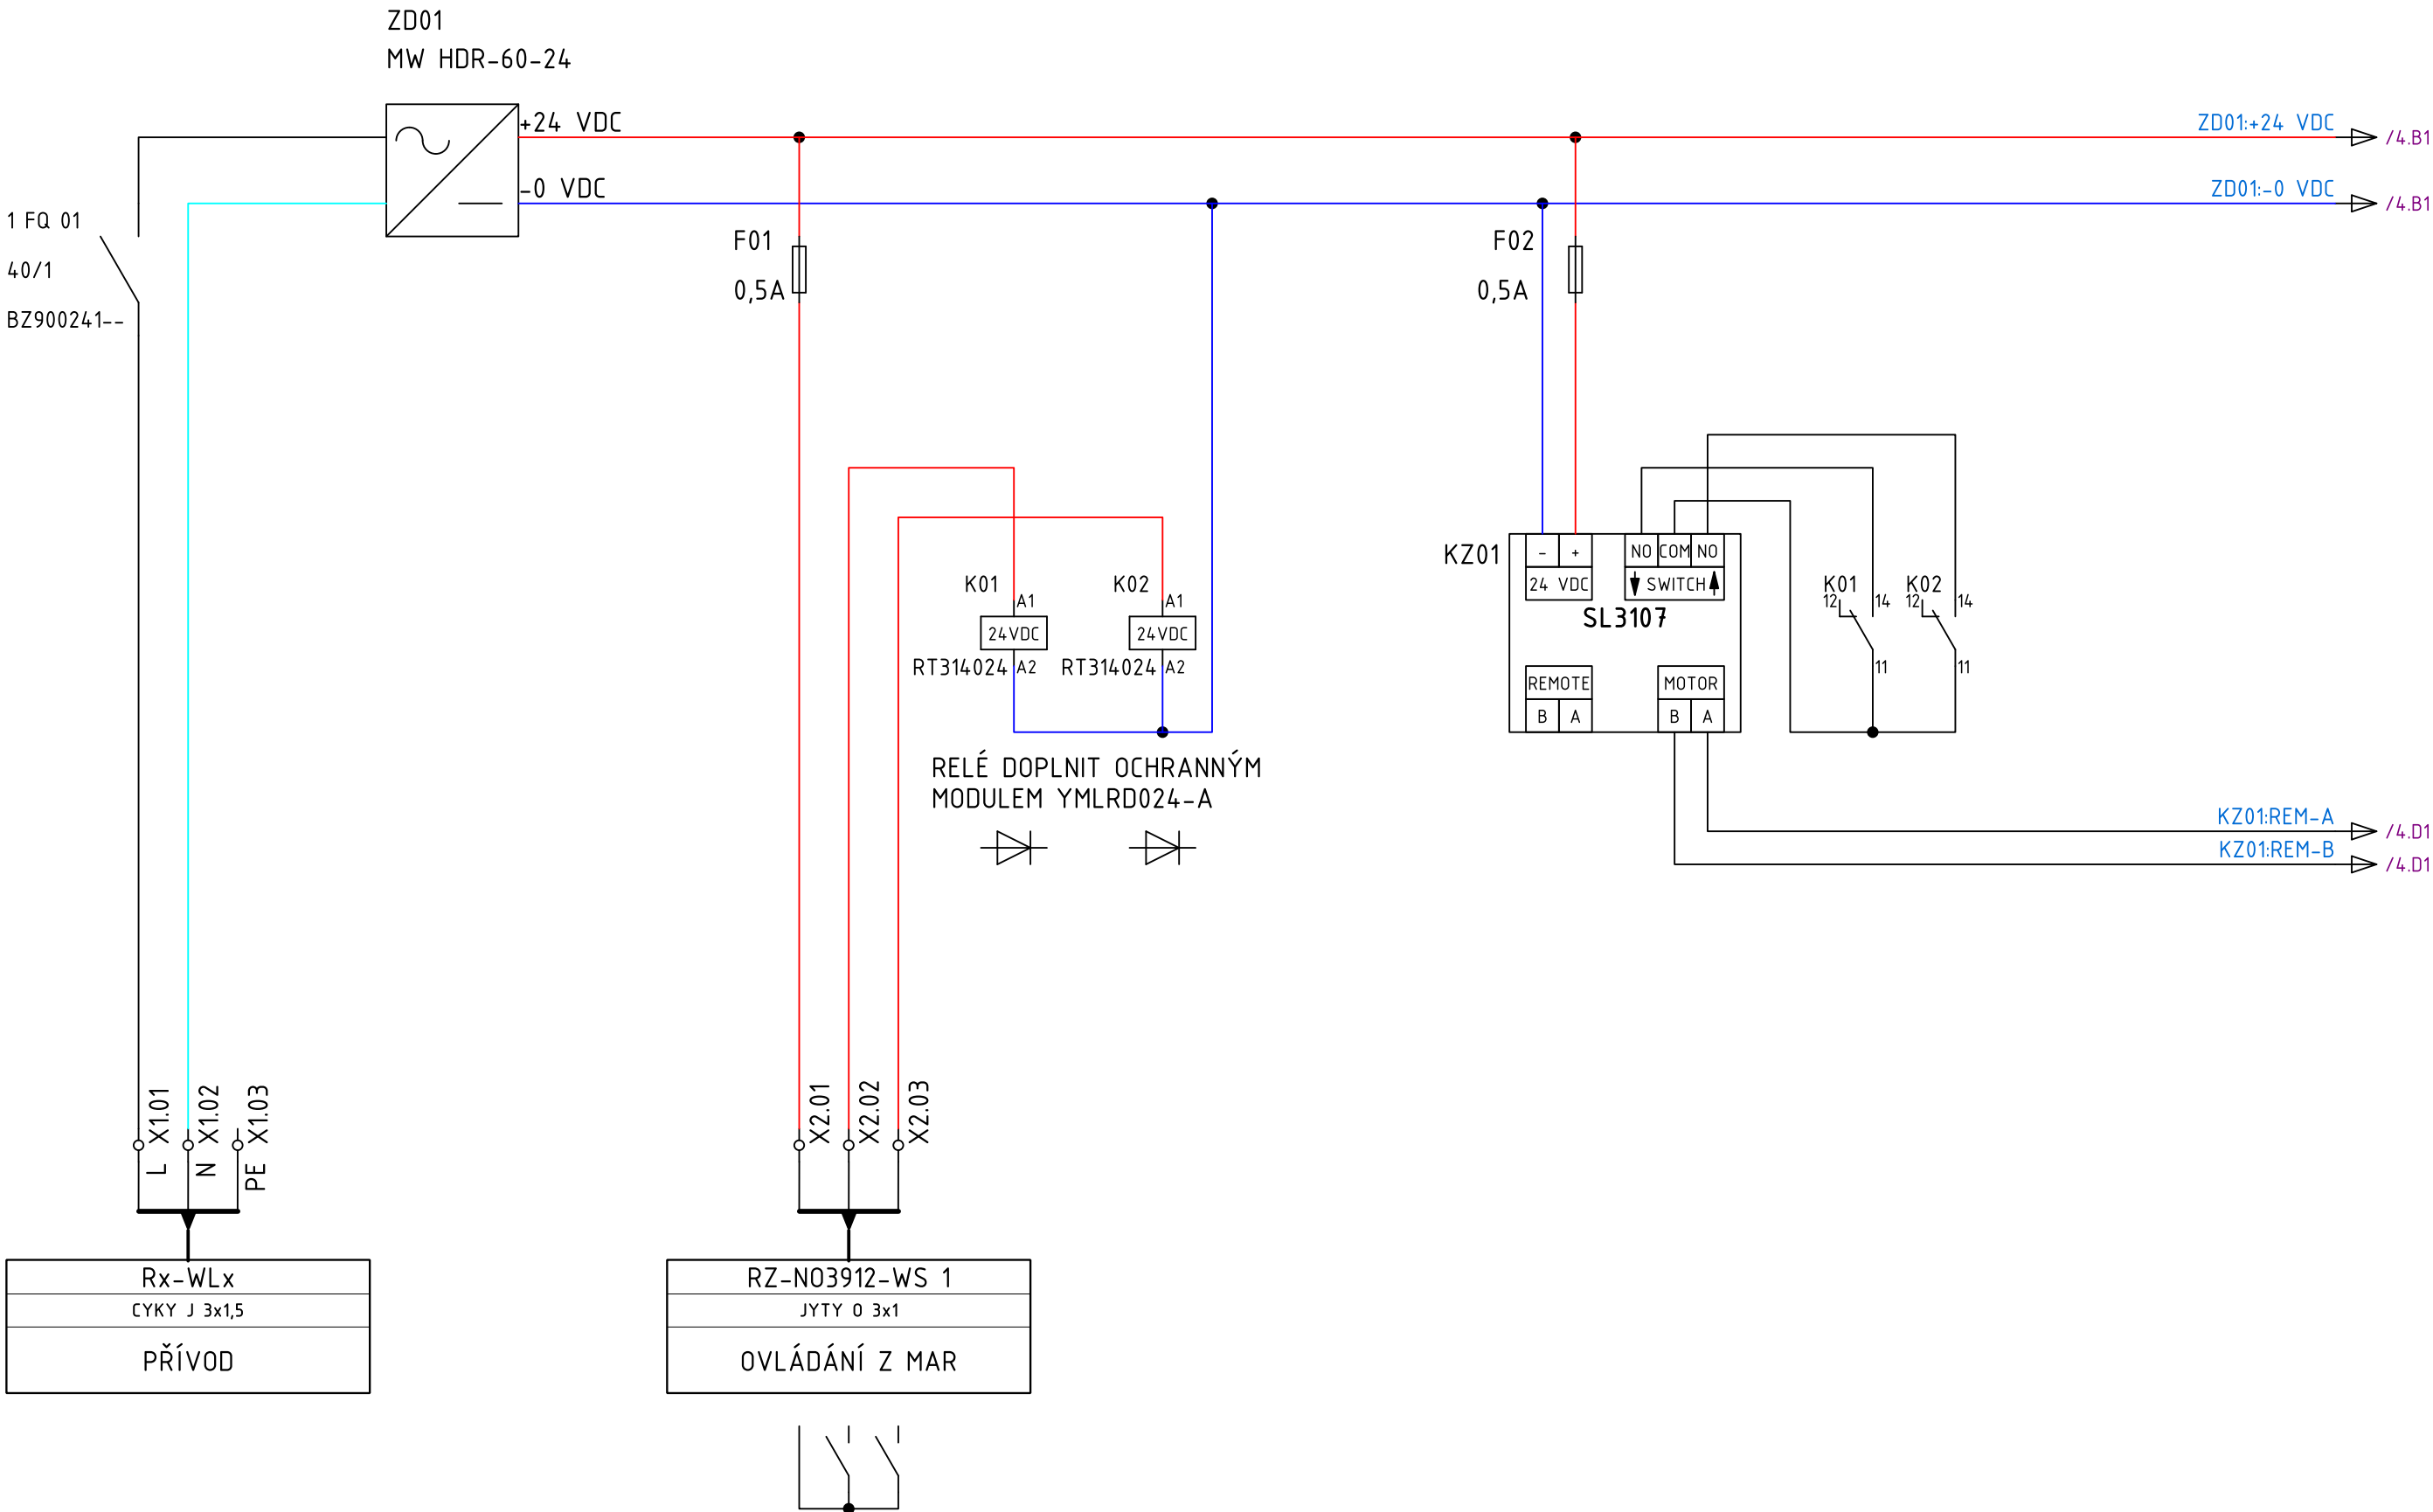 ZD01
MW HDR-60-24
+24 VDC
-0 VDC
ZD01:+24 VDC
/4.B1
ZD01:-0 VDC
/4.B1
1 FQ 01
40/1
BZ900241--
F01
0,5A
F02
0,5A
KZ01
- +
24 VDC
NO COM NO
SWITCH
SL3107
REMOTE
B A
MOTOR
B A
K01
A1
24VDC
RT314024
A2
K02
A1
24VDC
RT314024
A2
K01
12
14
11
K02
12
14
11
RELÉ DOPLNIT OCHRANNÝM
MODULEM YMLRD024-A
KZ01:REM-A
/4.D1
KZ01:REM-B
/4.D1
X1.01
X1.02
X1.03
L
N
PE
X2.01
X2.02
X2.03
Rx-WLx
CYKY J 3x1,5
PŘÍVOD
RZ-NO3912-WS 1
JYTY O 3x1
OVLÁDÁNÍ Z MAR